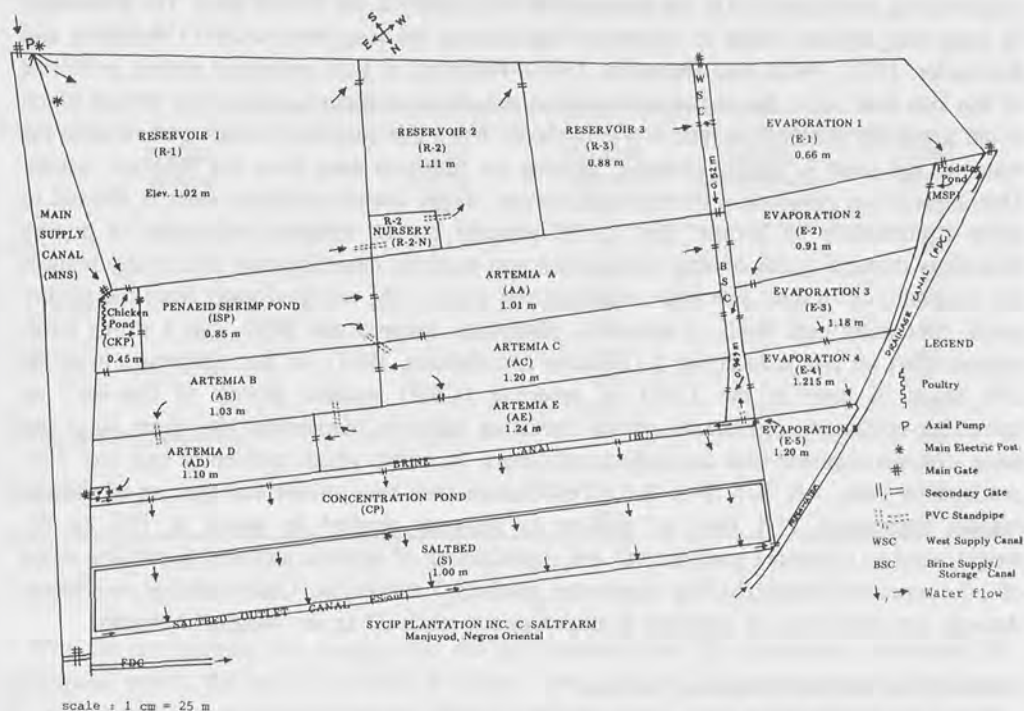 S
W
E
N
P
W
S
C
RESERVOIR 1
(R-1)
Elev. 1.02 m
RESERVOIR 2
(R-2)
1.11 m
RESERVOIR 3
(R-3)
0.88 m
EVAPORATION 1
(E-1)
0.66 m
Predator
Pond
(MSP)
0.52 m
MAIN
SUPPLY
CANAL
(MNS)
R-2
NURSERY
(R-2-N)
EVAPORATION 2
(E-2)
0.91 m
B
S
C
DRAINAGE CANAL (PDC)
Chicken
Pond
(CKP)
0.45 m
PENAEID SHRIMP POND
(ISP)
0.85 m
ARTEMIA A
(AA)
1.01 m
EVAPORATION 3
(E-3)
1.18 m
ARTEMIA C
(AC)
1.20 m
0.945 m
EVAPORATION 4
(E-4)
1.215 m
ARTEMIA B
(AB)
1.03 m
ARTEMIA E
(AE)
1.24 m
EVAPORATION 5
(E-5)
1.20 m
ARTEMIA D
(AD)
1.10 m
BRINE CANAL
CONCENTRATION POND
(CP)
SALTBED
(S)
1.00 m
SALTBED OUTLET CANAL
SYCIP PLANTATION INC. C SALTFARM
Manjuyod, Negros Oriental
FDC
scale : 1 cm = 25 m
LEGEND
Poultry
P Axial Pump
Main Electric Post
Main Gate
Secondary Gate
PVC Standpipe
WSC West Supply Canal
BSC Brine Supply/
Storage Canal
Water flow